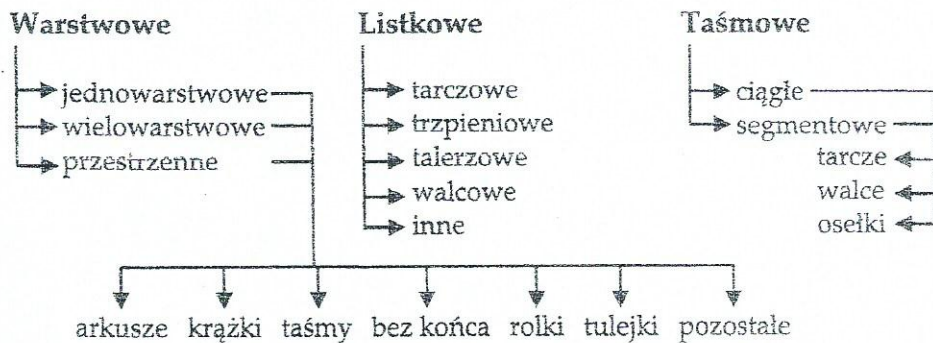 Warstwowe Listkowe Taśmowe
jednowarstwowe tarczowe ciągłe
wielowarstwowe trzpieniowe segmentowe
przestrzenne talerzowe tarcze
walcowe walce
inne osełki
arkusze krążki taśmy bez końca rolki tulejki pozostałe